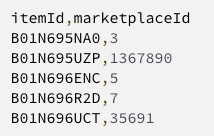 itemId,marketplaceId
B01N695NA0,3
B01N695UZP,1367890
B01N696ENC,5
B01N696R2D,7
B01N696UCT,35691